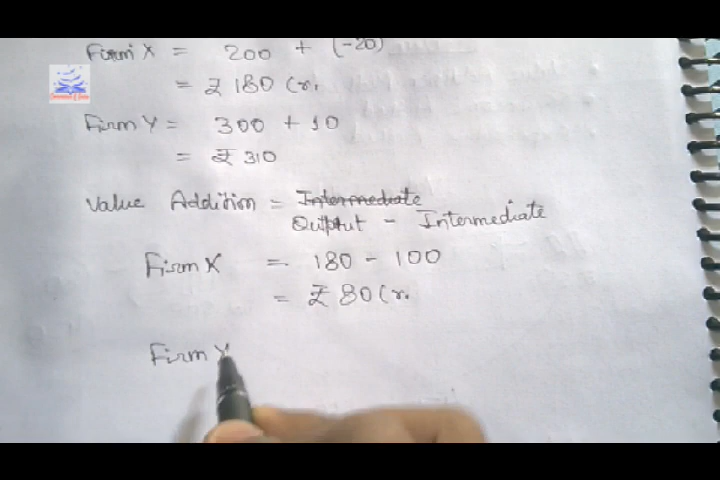 Firm X = 200 + (-20)
= ₹ 180 Cr.
Firm Y = 300 + 10
= ₹ 310
Value Addition = Intermediate
Output - Intermediate
Firm X = 180 - 100
= ₹ 80 Cr.
Firm Y